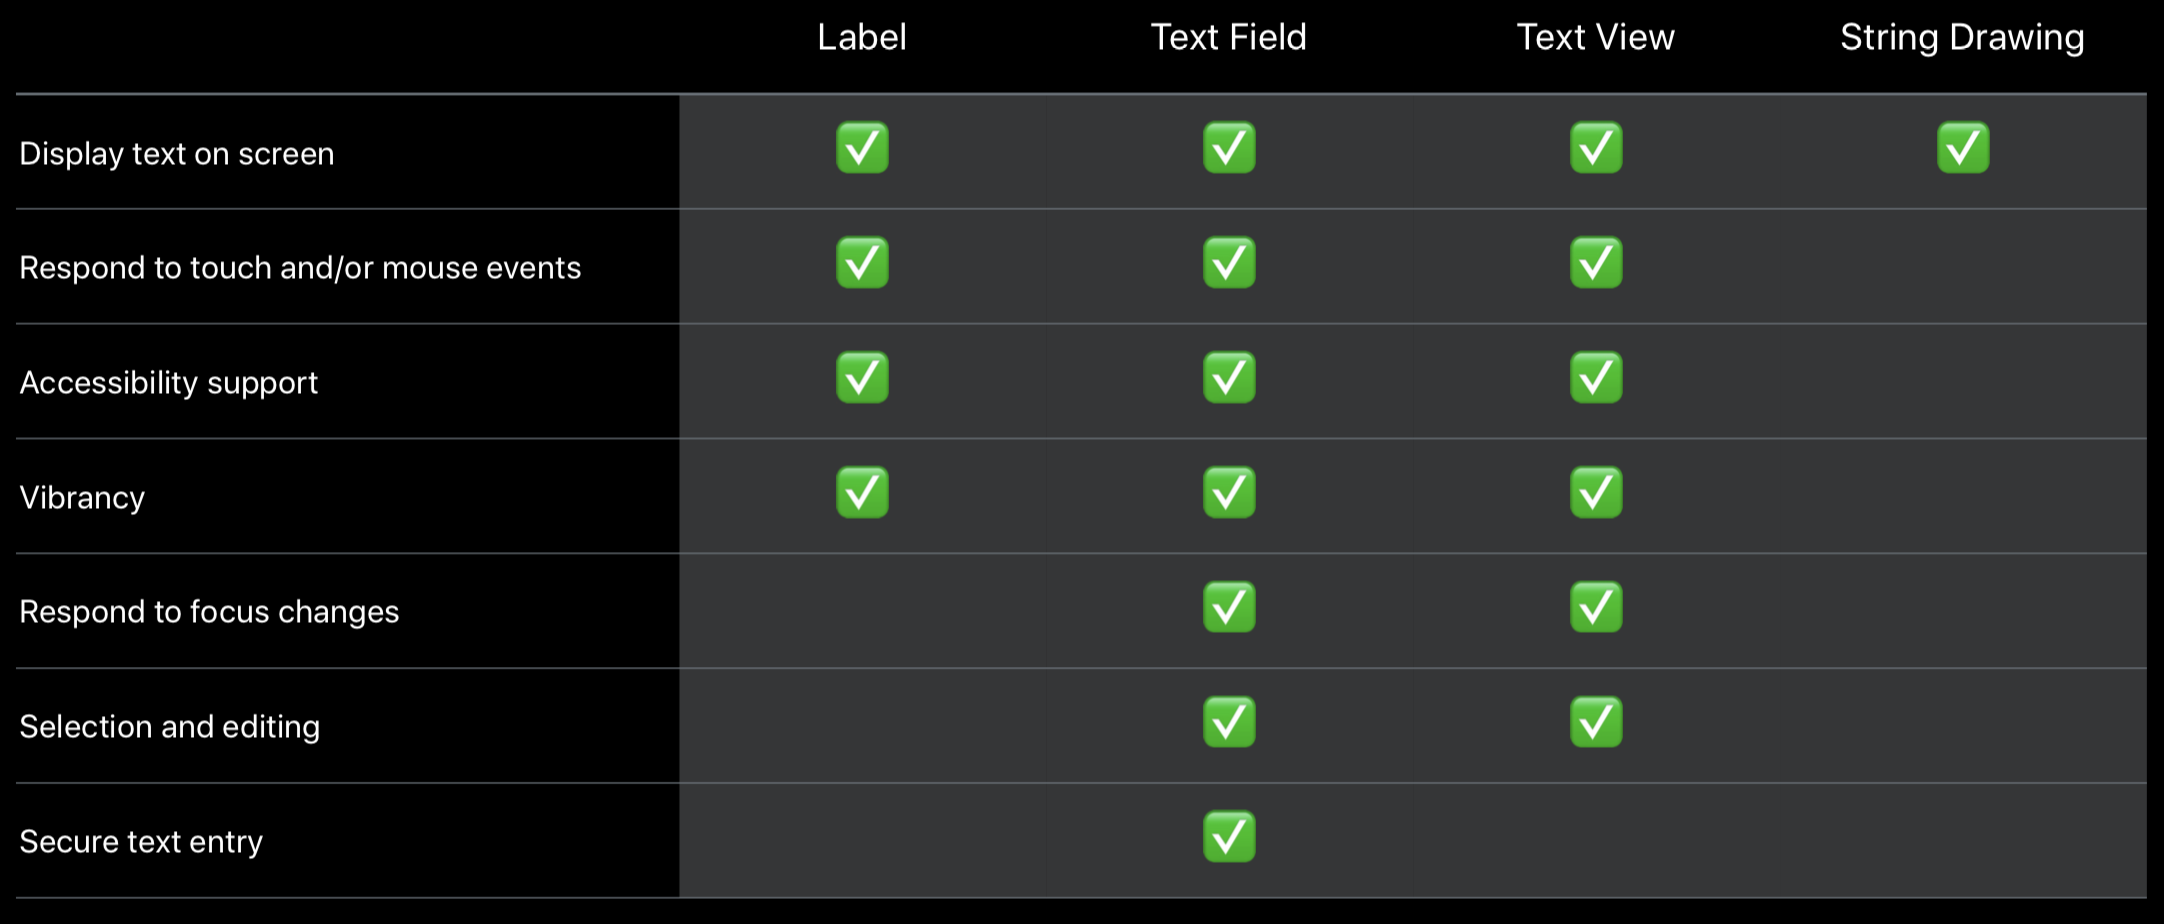 Label Text Field Text View String Drawing
Display text on screen ✅ ✅ ✅ ✅
Respond to touch and/or mouse events ✅ ✅ ✅
Accessibility support ✅ ✅ ✅
Vibrancy ✅ ✅ ✅
Respond to focus changes ✅ ✅
Selection and editing ✅ ✅
Secure text entry ✅